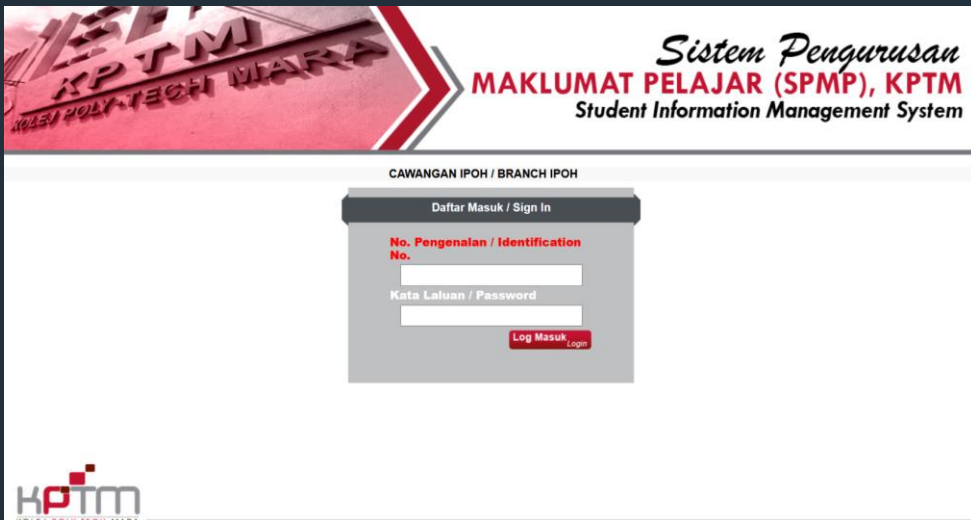 KPTM
KOLEJ POLY-TECH MARA
Sistem Pengurusan
MAKLUMAT PELAJAR (SPMP), KPTM
Student Information Management System
CAWANGAN IPOH / BRANCH IPOH
Daftar Masuk / Sign In
No. Pengenalan / Identification
No.
Kata Laluan / Password
Log Masuk
Login
KPTM